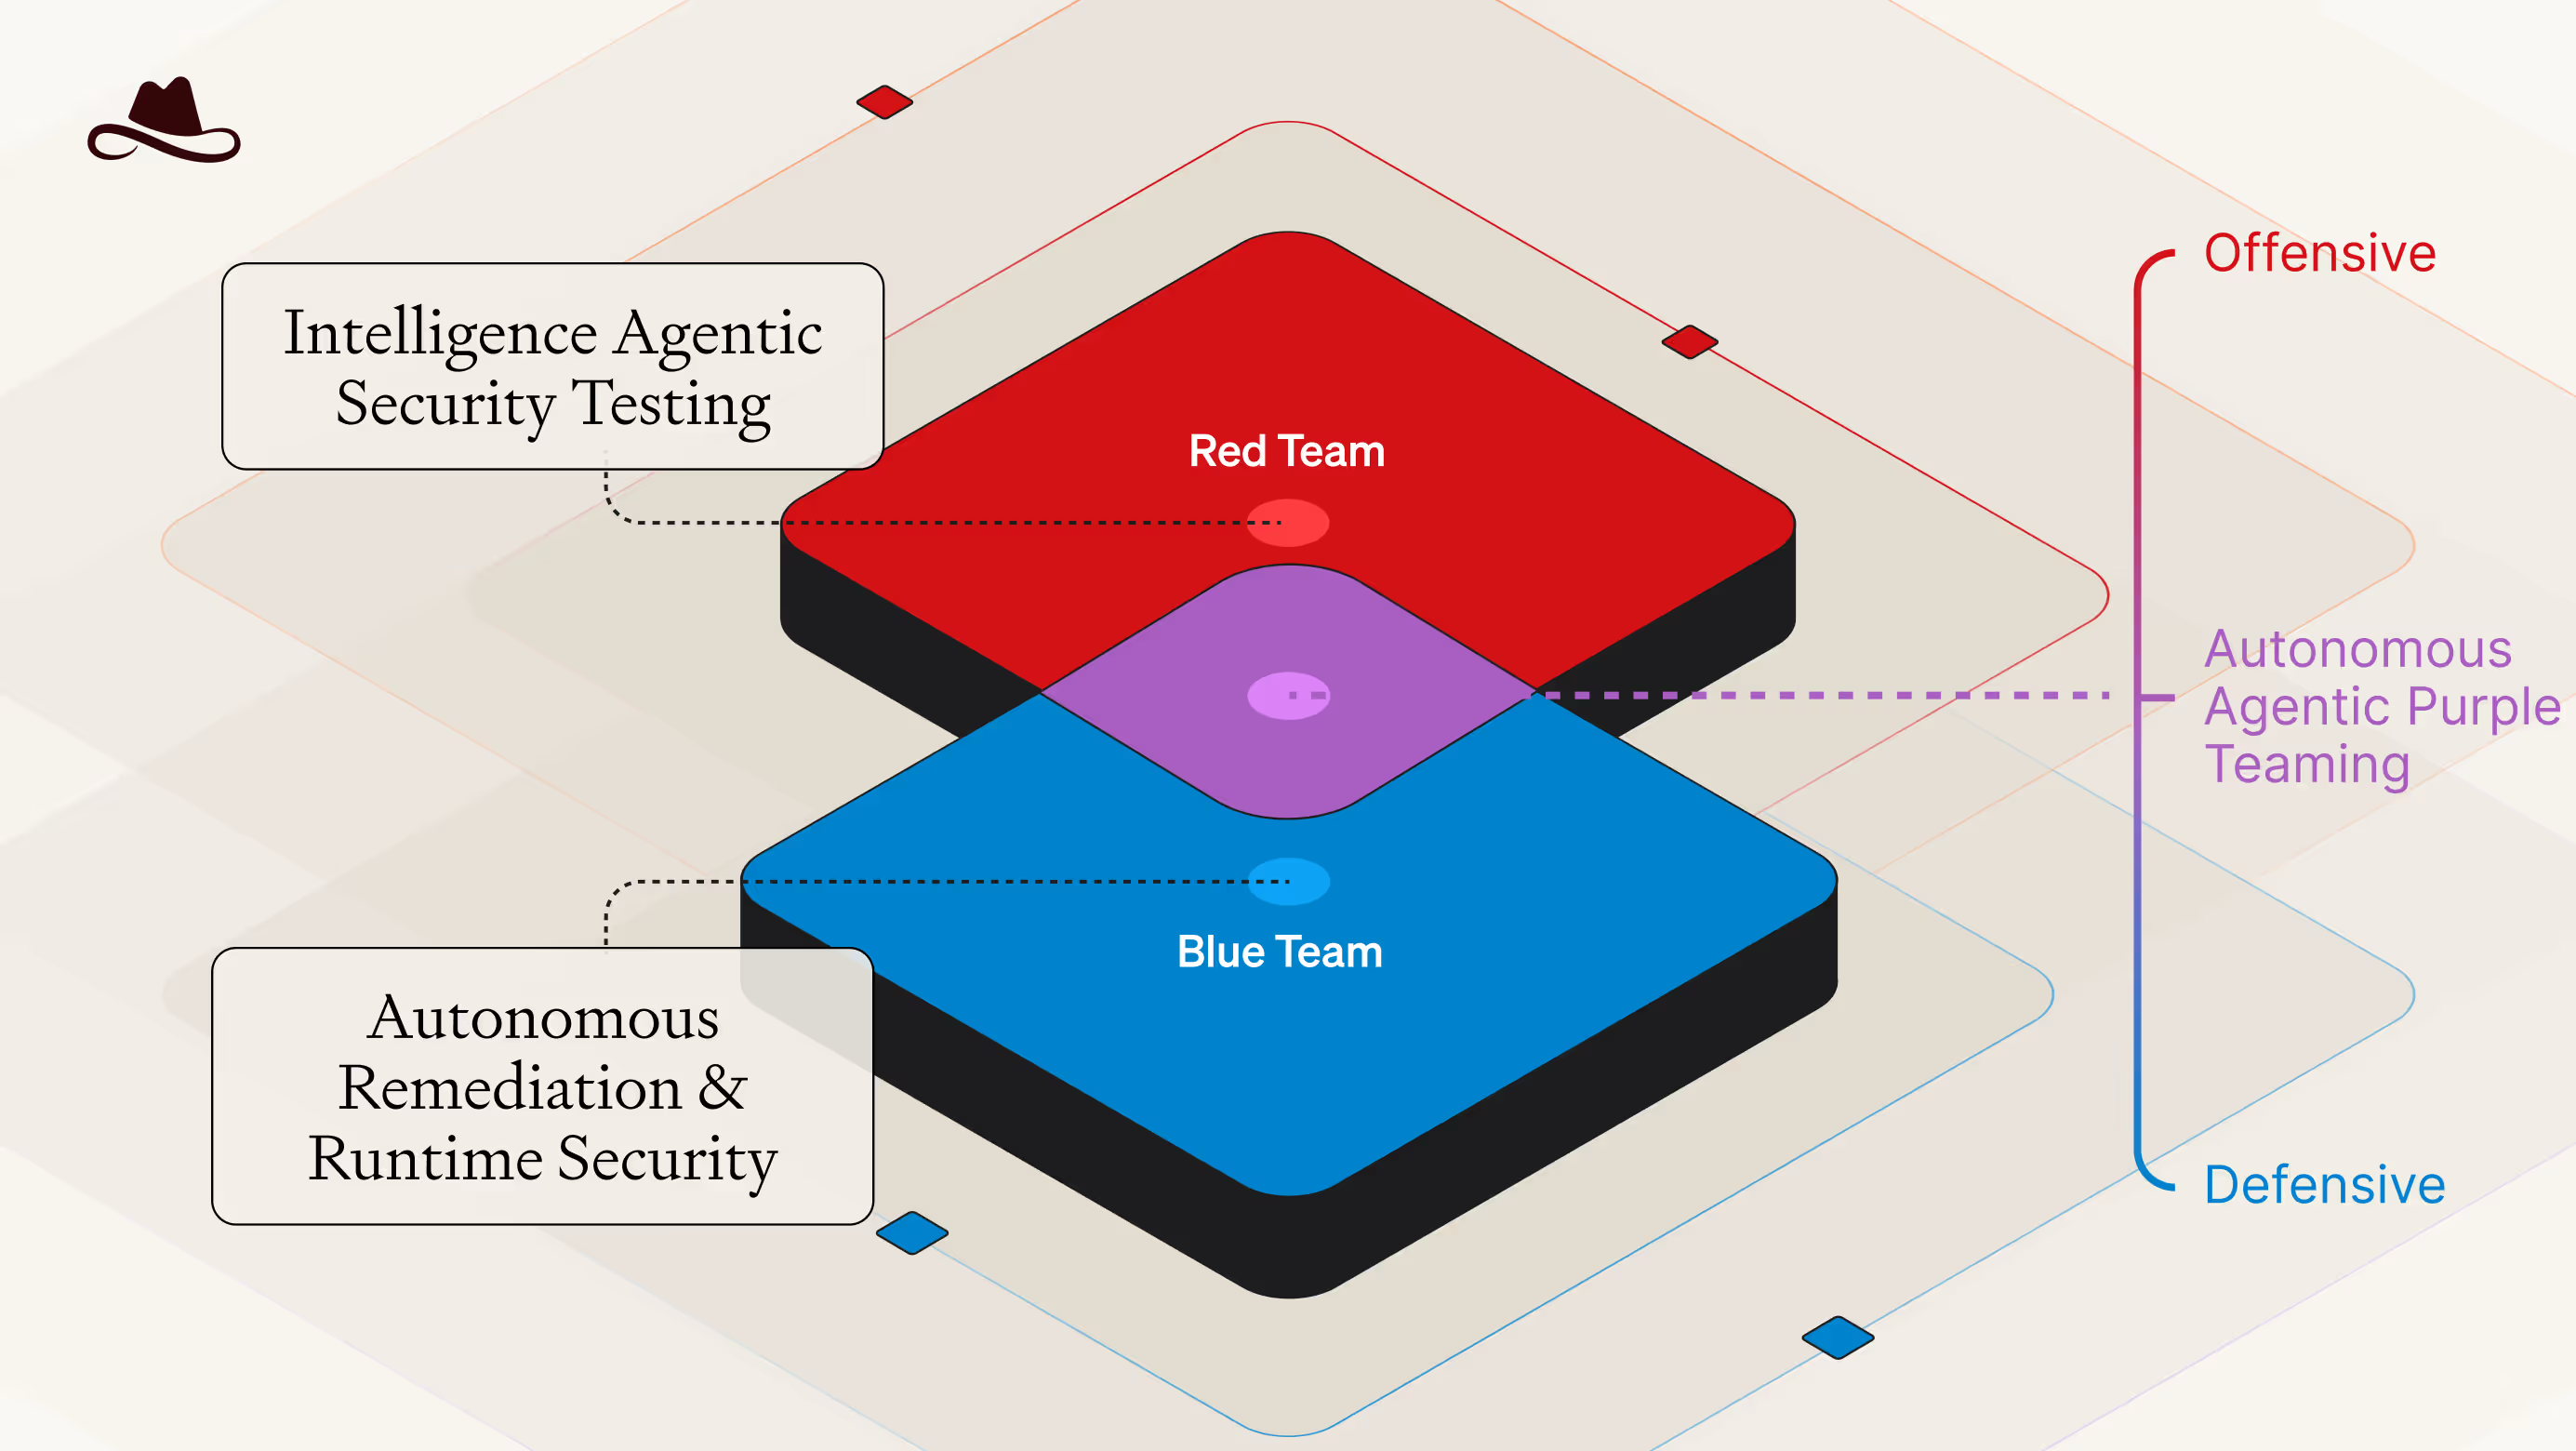 Intelligence Agentic
Security Testing
Red Team
Offensive
Autonomous
Agentic Purple
Teaming
Blue Team
Autonomous
Remediation &
Runtime Security
Defensive